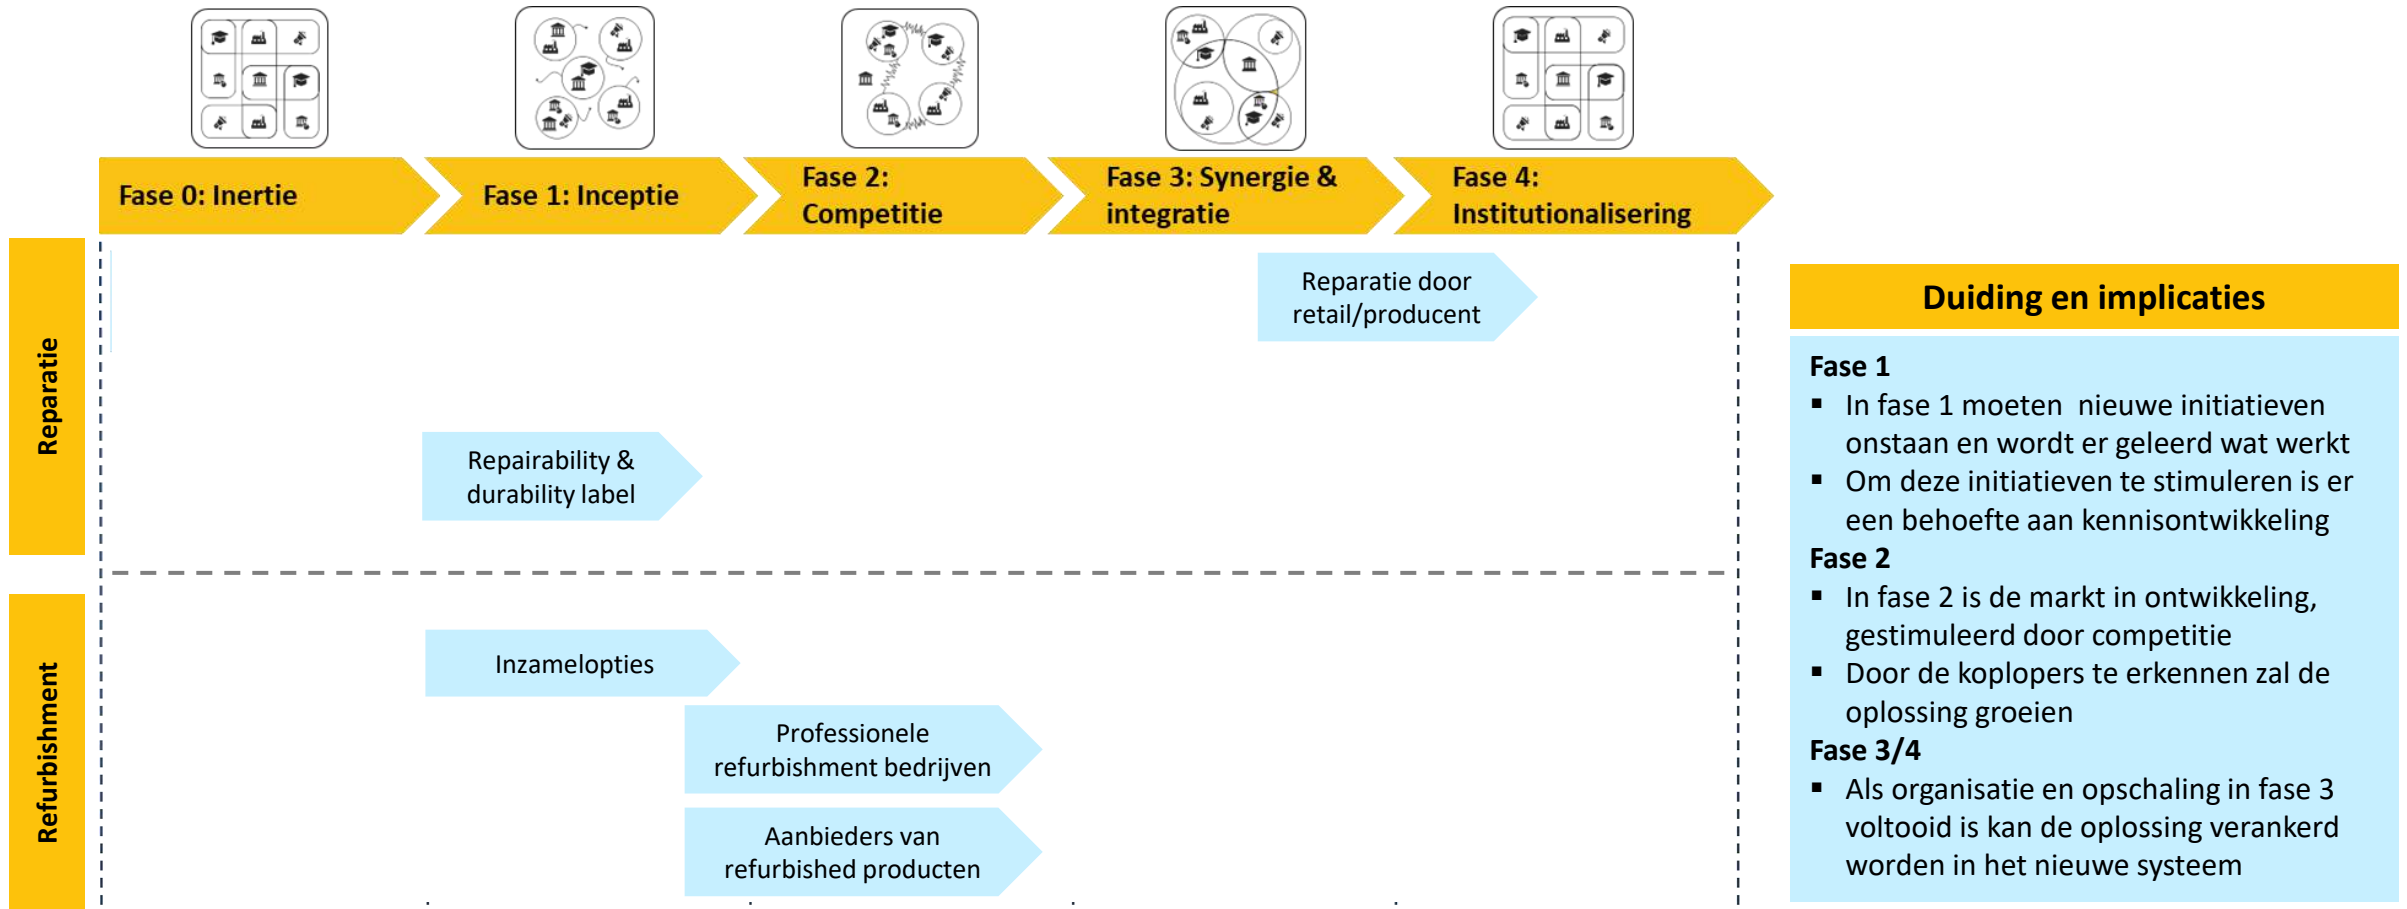 Fase 0: Inertie
Fase 1: Inceptie
Fase 2:
Competitie
Fase 3: Synergie &
integratie
Fase 4:
Institutionalisering
Reparatie
Reparatie door
retail/producent
Repairability &
durability label
Refurbishment
Inzamelopties
Professionele
refurbishment bedrijven
Aanbieders van
refurbished producten
Duiding en implicaties
Fase 1
▪ In fase 1 moeten  nieuwe initiatieven
onstaan en wordt er geleerd wat werkt
▪ Om deze initiatieven te stimuleren is er
een behoefte aan kennisontwikkeling
Fase 2
▪ In fase 2 is de markt in ontwikkeling,
gestimuleerd door competitie
▪ Door de koplopers te erkennen zal de
oplossing groeien
Fase 3/4
▪ Als organisatie en opschaling in fase 3
voltooid is kan de oplossing verankerd
worden in het nieuwe systeem